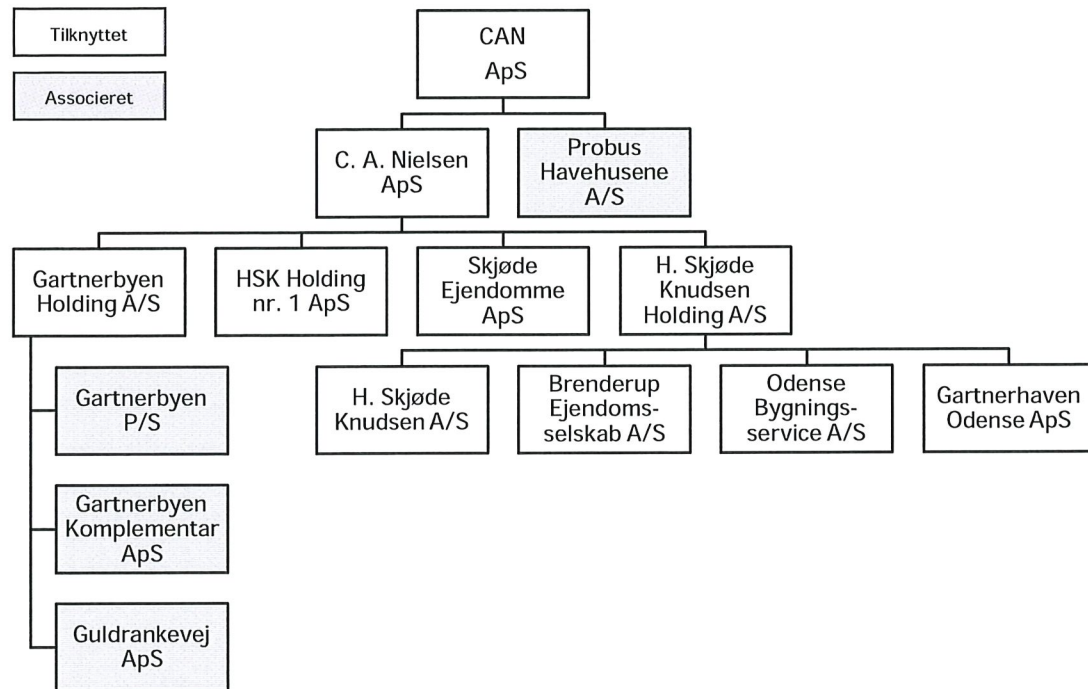 Tilknyttet
Associeret
CAN
ApS
C. A. Nielsen
ApS
Probus
Havehusene
A/S
Gartnerbyen
Holding A/S
HSK Holding
nr. 1 ApS
Skjøde
Ejendomme
ApS
H. Skjøde
Knudsen
Holding A/S
Gartnerbyen
P/S
Gartnerbyen
Komplementar
ApS
Guldrankevej
ApS
H. Skjøde
Knudsen A/S
Brenderup
Ejendoms-
selskab A/S
Odense
Bygnings-
service A/S
Gartnerhaven
Odense ApS